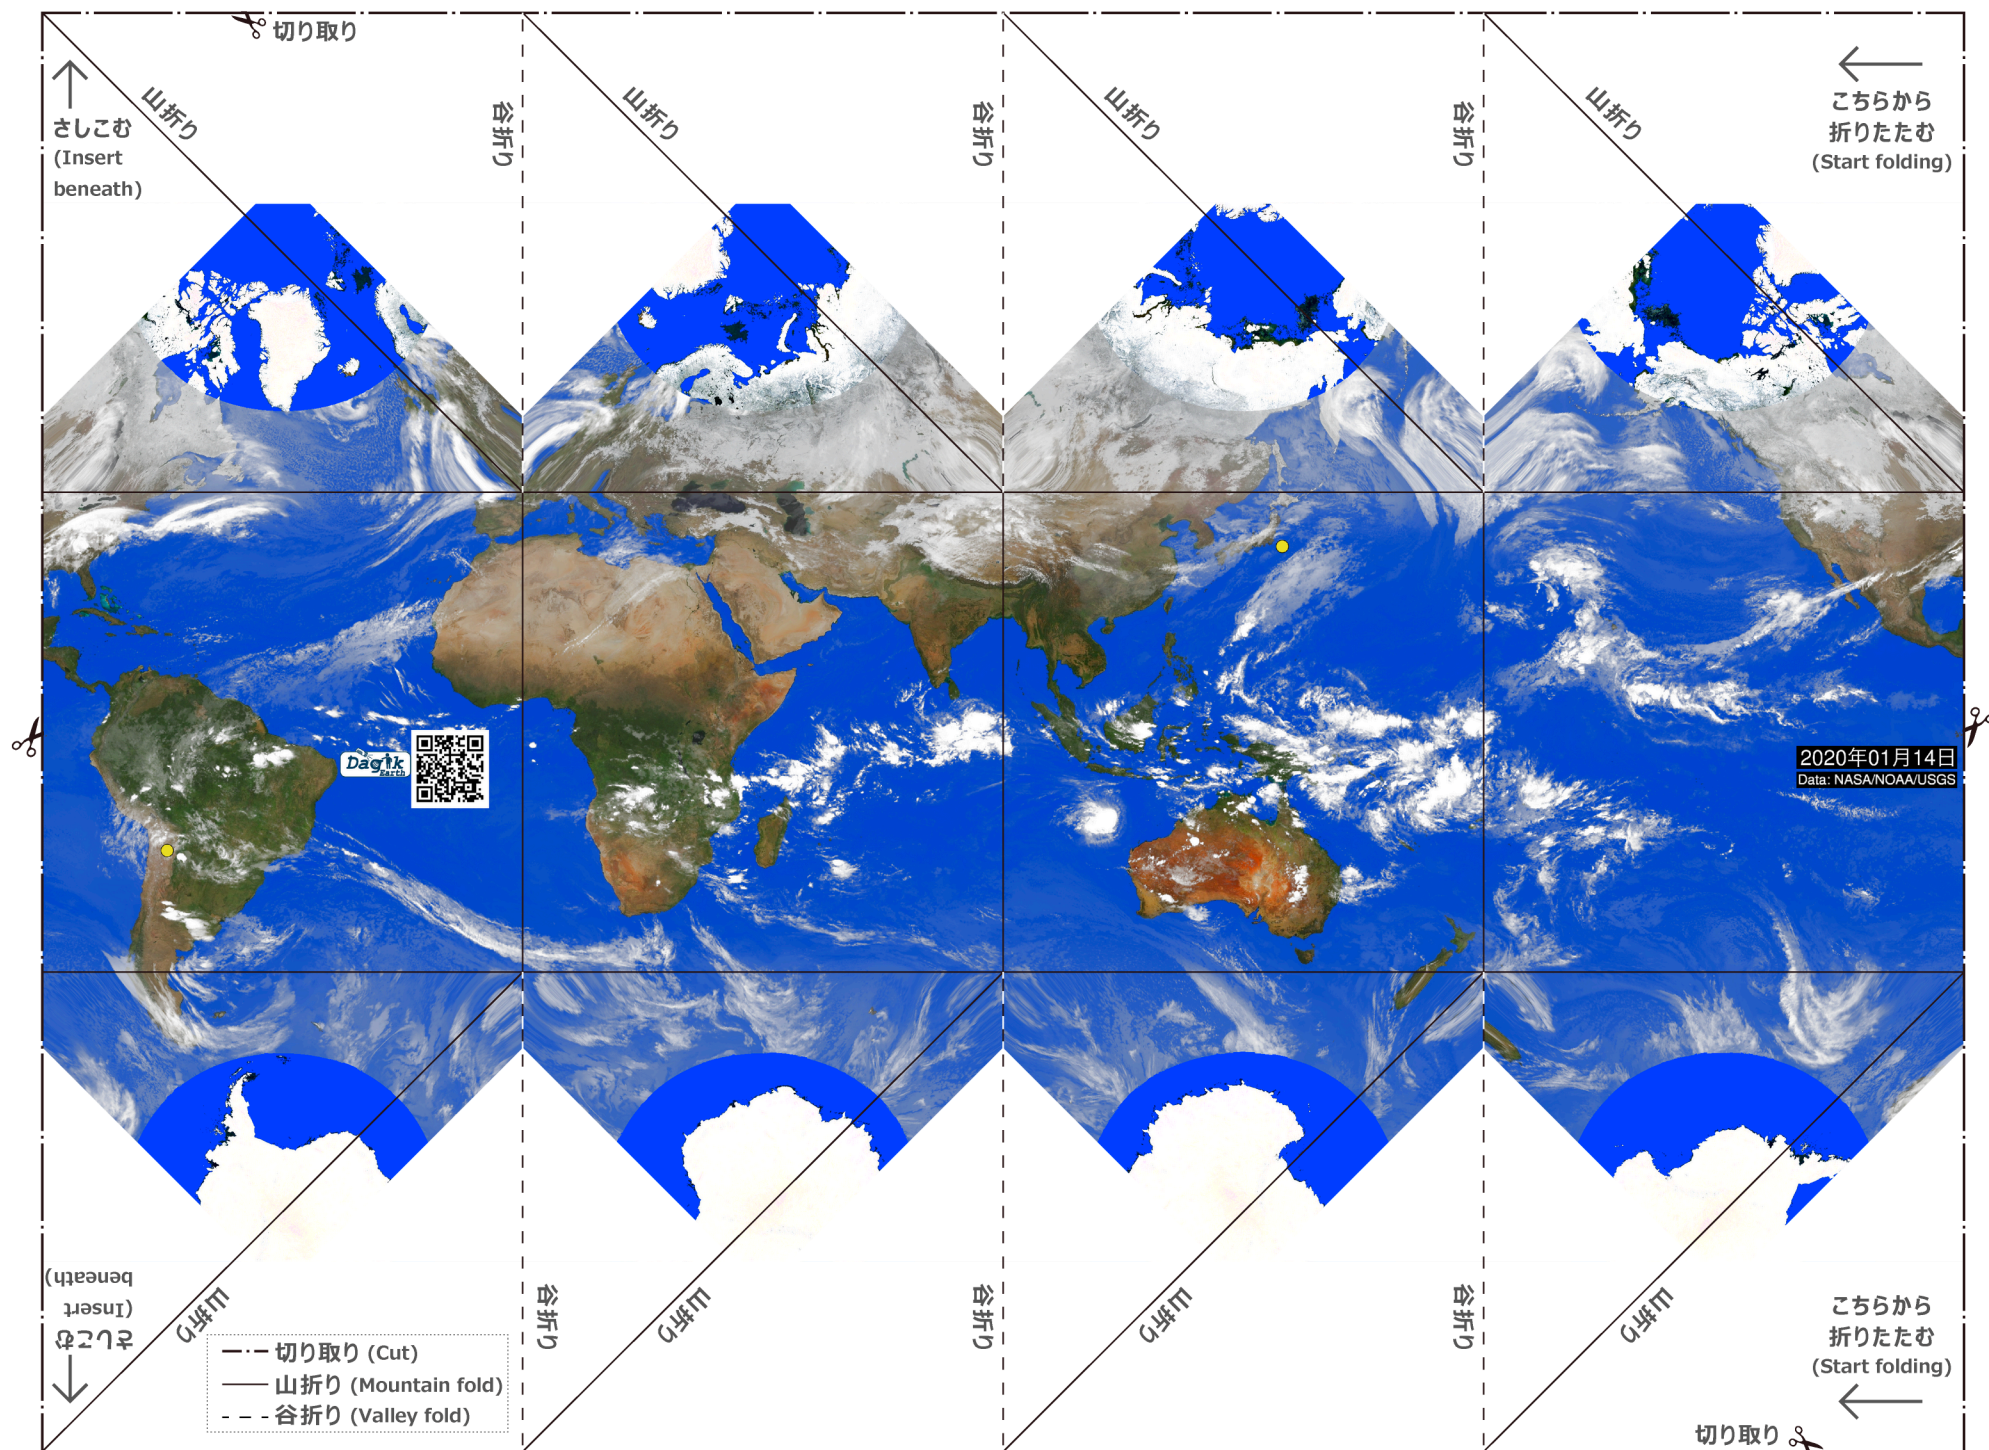 切り取り
さしこむ
(Insert
beneath)
山折り
谷折り
山折り
谷折り
山折り
谷折り
山折り
こちらから
折りたたむ
(Start folding)
Dagik
Earth
2020年01月14日
Data: NASA/NOAA/USGS
さしこむ
(Insert
beneath)
山折り
谷折り
山折り
谷折り
山折り
谷折り
山折り
こちらから
折りたたむ
(Start folding)
切り取り (Cut)
山折り (Mountain fold)
谷折り (Valley fold)
切り取り